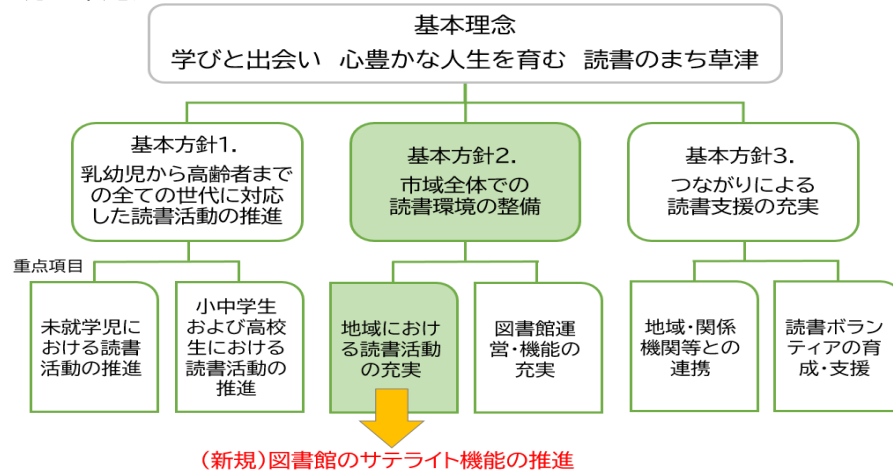 基本理念
学びと出会い 心豊かな人生を育む 読書のまち草津
基本方針1.
乳幼児から高齢者まで
の全ての世代に対応
した読書活動の推進
基本方針2.
市域全体での
読書環境の整備
基本方針3.
つながりによる
読書支援の充実
重点項目
未就学児に
おける読書
活動の推進
小中学生
および高校
生における
読書活動の
推進
地域におけ
る読書活動
の充実
図書館運
営・機能の
充実
地域・関係
機関等との
連携
読書ボラン
ティアの育
成・支援
(新規)図書館のサテライト機能の推進